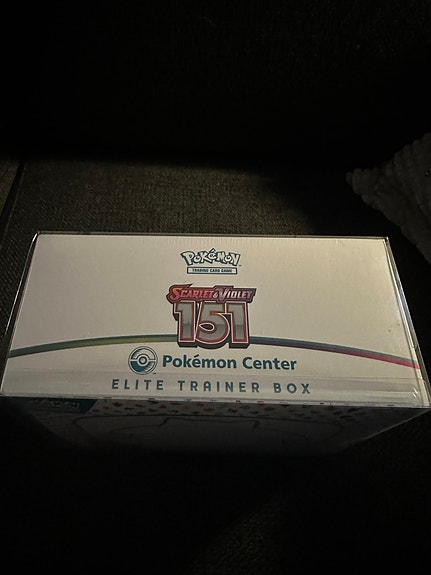 Pokémon
TRADING CARD GAME
SCARLET & VIOLET
151
Pokémon Center
ELITE TRAINER BOX